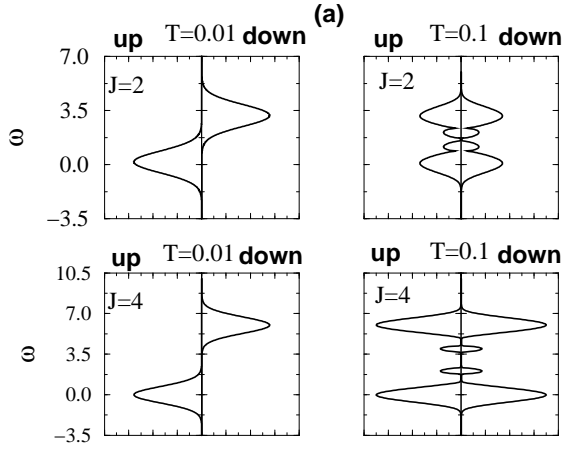 (a)
up T=0.01 down
T=0.1 down
7.0
3.5
0.0
−3.5
ω
J=2
J=2
up T=0.01 down
up T=0.1 down
10.5
7.0
3.5
0.0
−3.5
ω
J=4
J=4